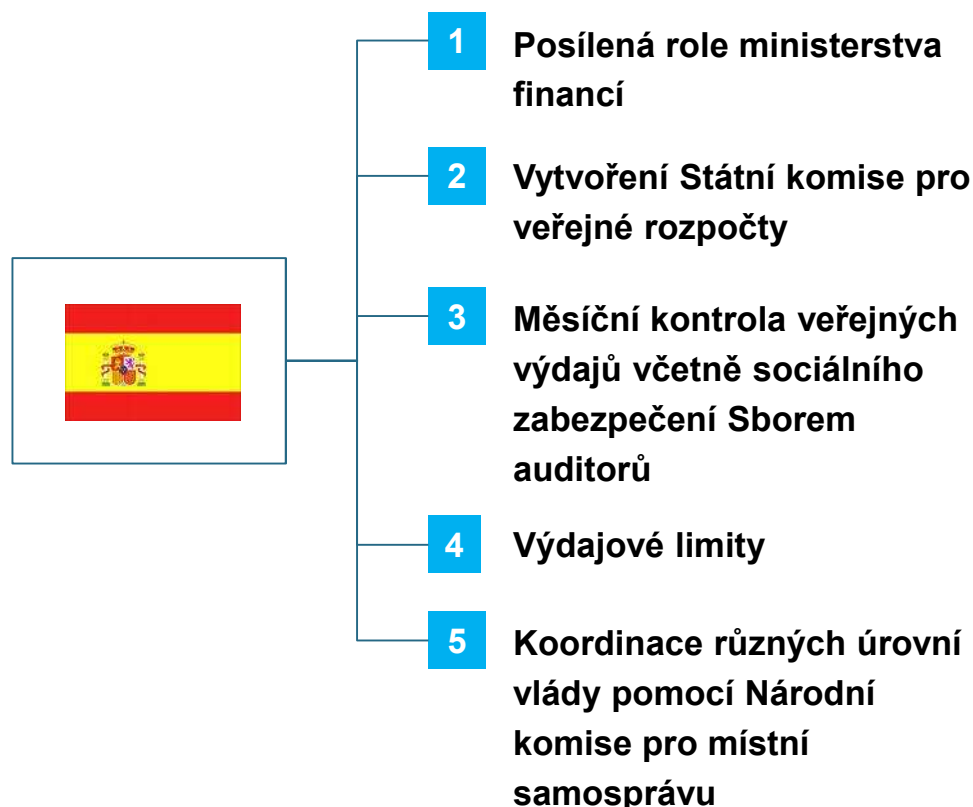 1 Posílená role ministerstva
financí
2 Vytvoření Státní komise pro
veřejné rozpočty
3 Měsíční kontrola veřejných
výdajů včetně sociálního
zabezpečení Sborem
auditorů
4 Výdajové limity
5 Koordinace různých úrovní
vlády pomocí Národní
komise pro místní
samosprávu